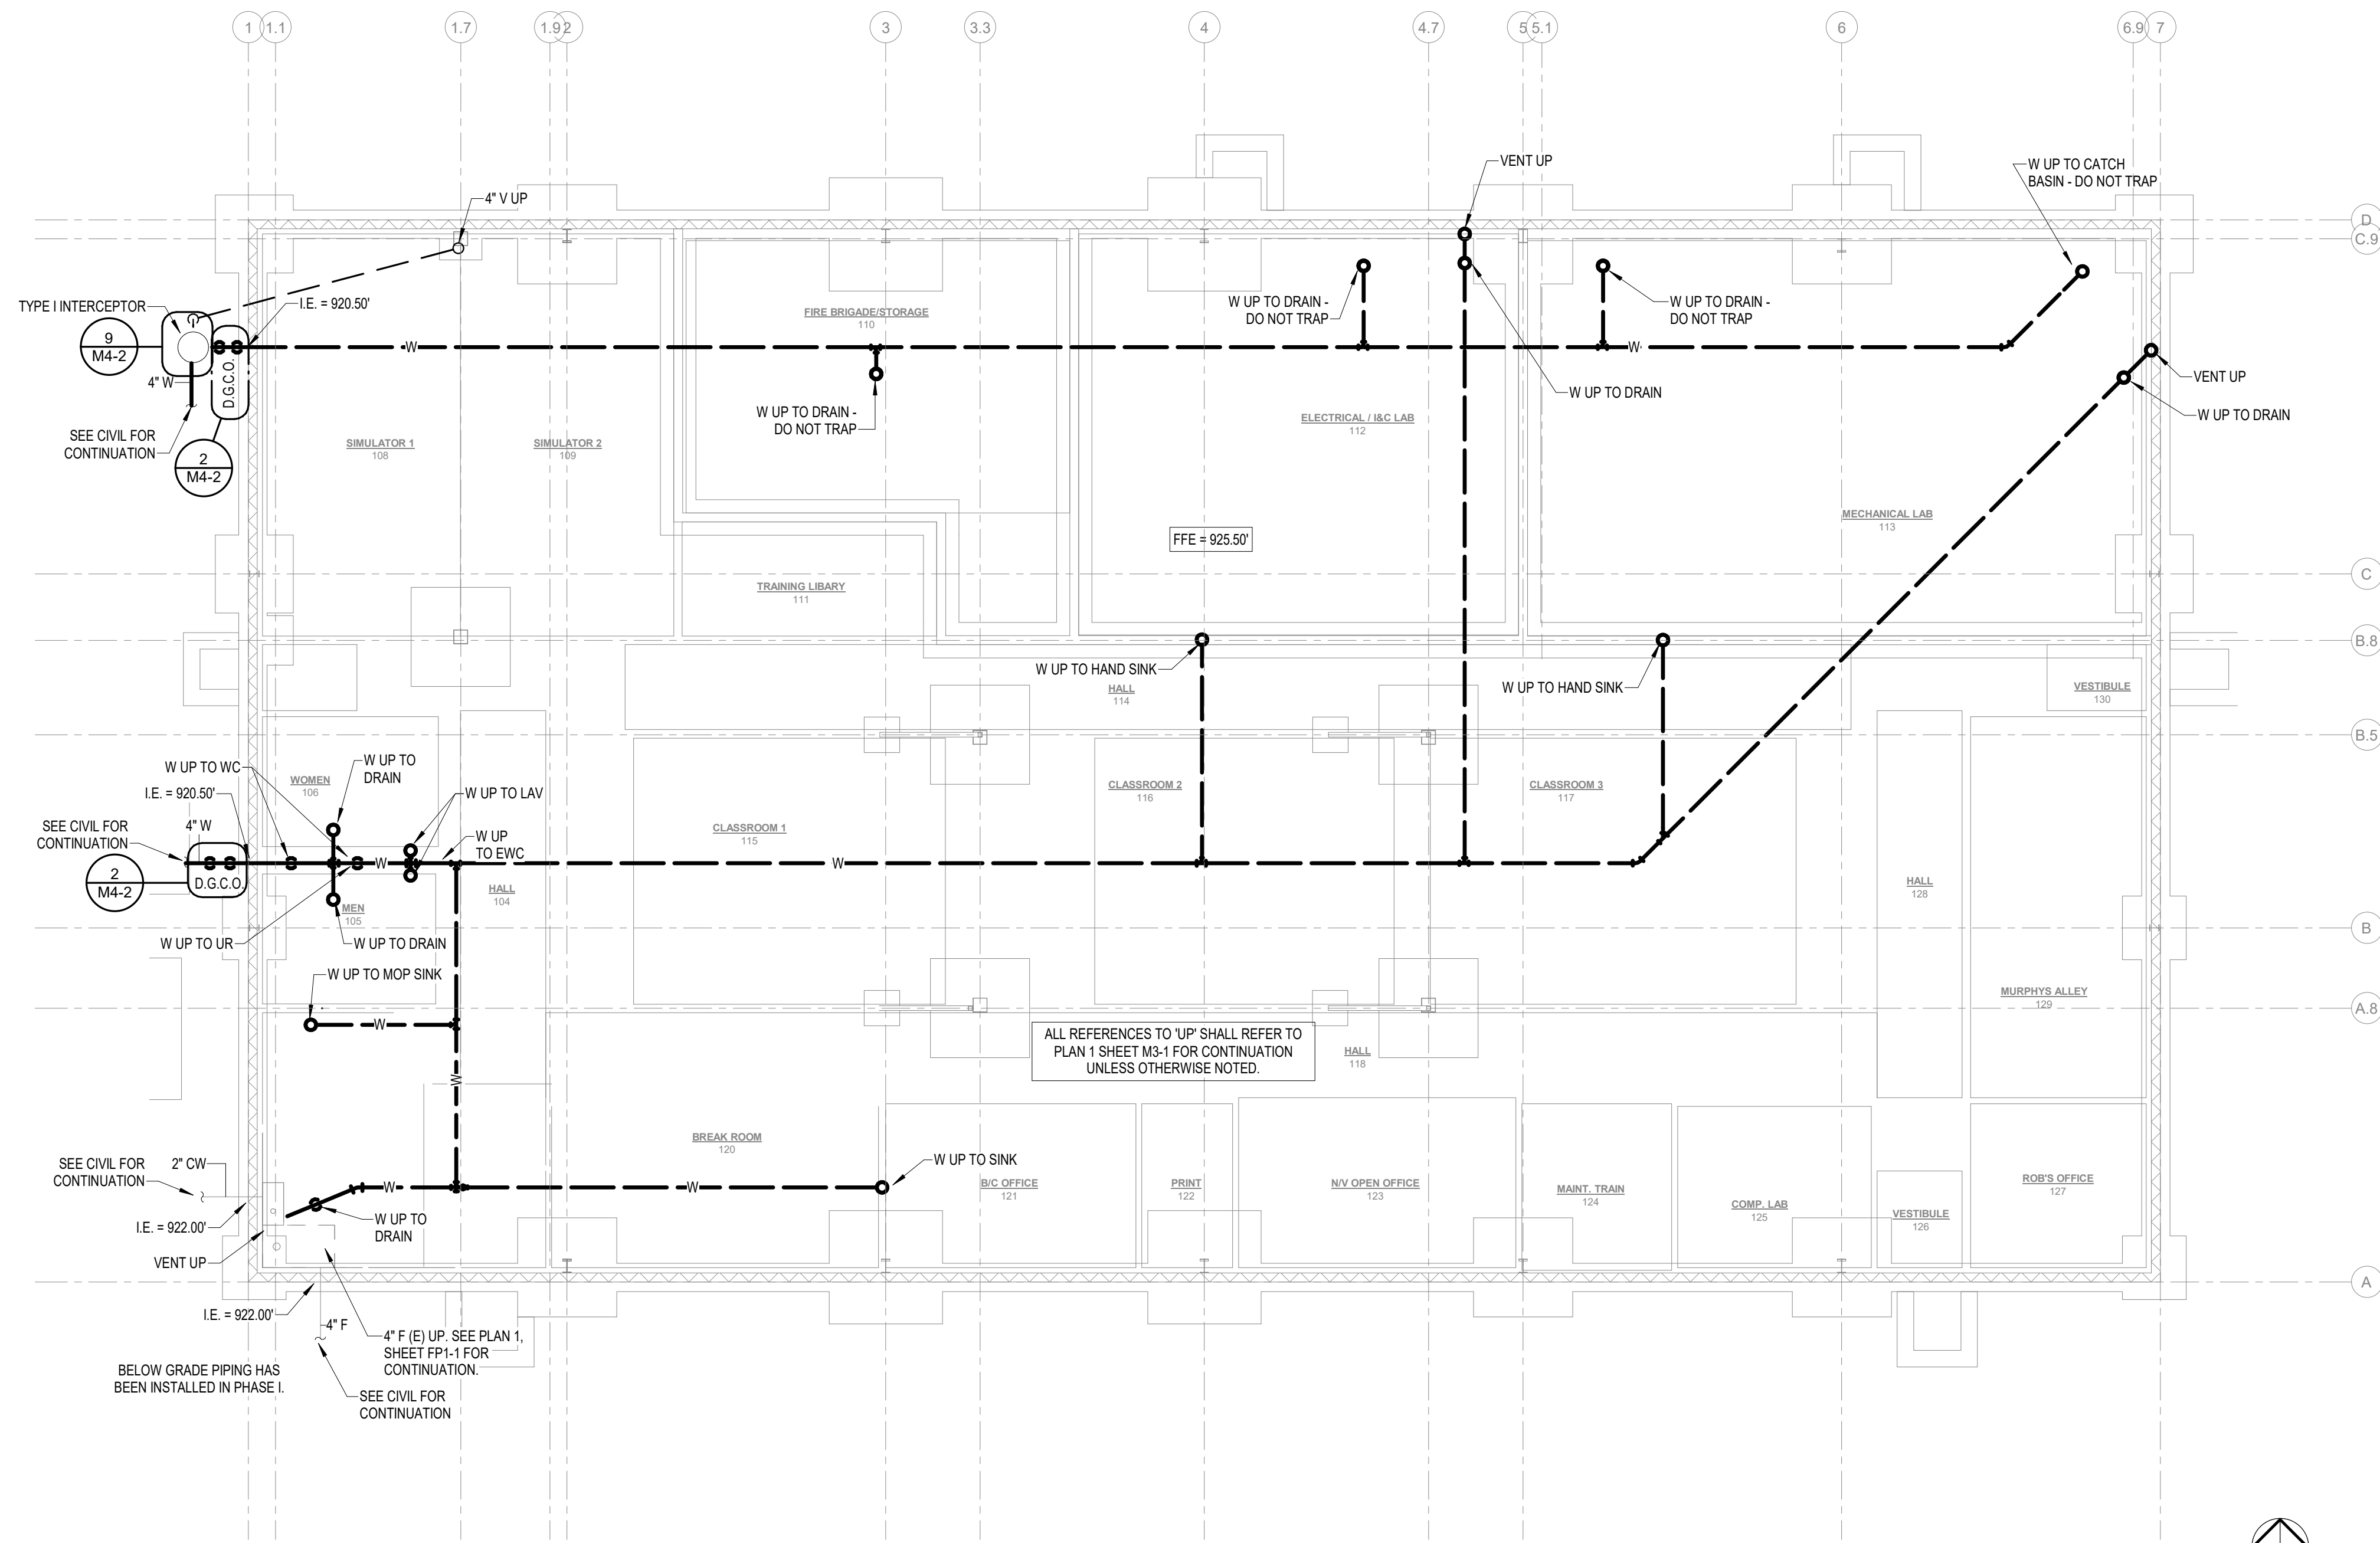 1
1.1
1.7
1.9
2
3
3.3
4
4.7
5
5.1
6
6.9
7
VENT UP
W UP TO CATCH
BASIN - DO NOT TRAP
4" V UP
D
C.9
TYPE I INTERCEPTOR
I.E. = 920.50'
9
M4-2
FIRE BRIGADE/STORAGE
110
W UP TO DRAIN -
DO NOT TRAP
W UP TO DRAIN -
DO NOT TRAP
W
W
4" W
D.G.C.O.
VENT UP
W UP TO DRAIN
W UP TO DRAIN
W UP TO DRAIN -
DO NOT TRAP
ELECTRICAL / I&C LAB
112
SEE CIVIL FOR
CONTINUATION
SIMULATOR 1
108
SIMULATOR 2
109
2
M4-2
MECHANICAL LAB
113
FFE = 925.50'
C
TRAINING LIBARY
111
B.8
W UP TO HAND SINK
W UP TO HAND SINK
HALL
114
VESTIBULE
130
B.5
W UP TO WC
WOMEN
106
W UP TO
DRAIN
I.E. = 920.50'
W UP TO LAV
CLASSROOM 2
116
CLASSROOM 3
117
SEE CIVIL FOR
CONTINUATION
4" W
CLASSROOM 1
115
W UP
TO EWC
W
W
2
M4-2
D.G.C.O.
HALL
104
HALL
128
MEN
105
B
W UP TO UR
W UP TO DRAIN
W UP TO MOP SINK
MURPHYS ALLEY
129
A.8
W
ALL REFERENCES TO 'UP' SHALL REFER TO
PLAN 1 SHEET M3-1 FOR CONTINUATION
UNLESS OTHERWISE NOTED.
HALL
118
W
BREAK ROOM
120
SEE CIVIL FOR
CONTINUATION
2" CW
W UP TO SINK
W
W
B/C OFFICE
121
PRINT
122
N/V OPEN OFFICE
123
MAINT. TRAIN
124
COMP. LAB
125
VESTIBULE
126
ROB'S OFFICE
127
I.E. = 922.00'
W UP TO
DRAIN
VENT UP
A
I.E. = 922.00'
4" F
4" F (E) UP. SEE PLAN 1,
SHEET FP1-1 FOR
CONTINUATION.
BELOW GRADE PIPING HAS
BEEN INSTALLED IN PHASE I.
SEE CIVIL FOR
CONTINUATION